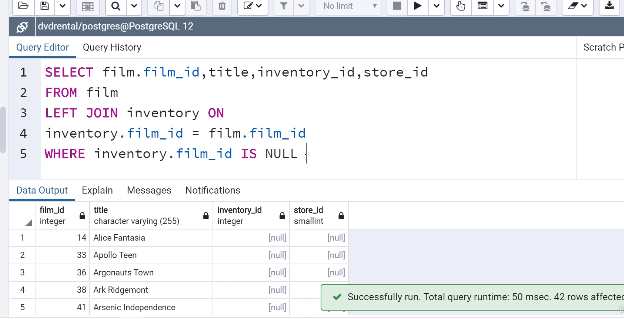 No limit
dvdrental/postgres@PostgreSQL 12
Query Editor Query History Scratch P
1 SELECT film.film_id,title,inventory_id,store_id
2 FROM film
3 LEFT JOIN inventory ON
4 inventory.film_id = film.film_id
5 WHERE inventory.film_id IS NULL
Data Output Explain Messages Notifications
film_id title inventory_id store_id
integer character varying (255) integer smallint
1 14 Alice Fantasia [null] [null]
2 33 Apollo Teen [null] [null]
3 36 Argonauts Town [null] [null]
4 38 Ark Ridgemont [null]
Successfully run. Total query runtime: 50 msec. 42 rows affected
5 41 Arsenic Independence [null]